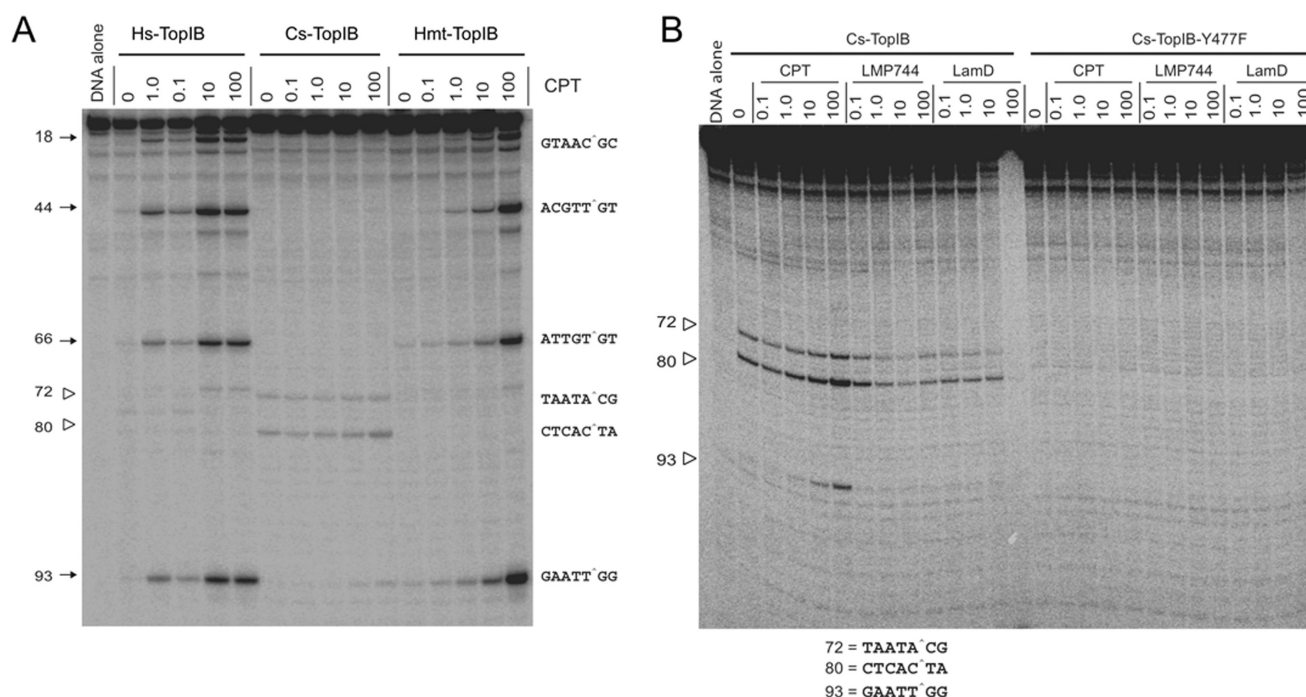 A
Hs-TopIB Cs-TopIB Hmt-TopIB
DNA alone 0 1.0 0.1 10 100 0 0.1 1.0 10 100 0 0.1 1.0 10 100 CPT
18 GTAAC^GC
44 ACGTT^GT
66 ATTGT^GT
72 TAATA^CG
80 CTCAC^TA
93 GAATT^GG
B
Cs-TopIB Cs-TopIB-Y477F
CPT LMP744 LamD CPT LMP744 LamD
DNA alone 0 0.1 1.0 10 100 0.1 1.0 10 100 0.1 1.0 10 100 0 0.1 1.0 10 100 0.1 1.0 10 100 0.1 1.0 10 100
72
80
93
72 = TAATA^CG
80 = CTCAC^TA
93 = GAATT^GG